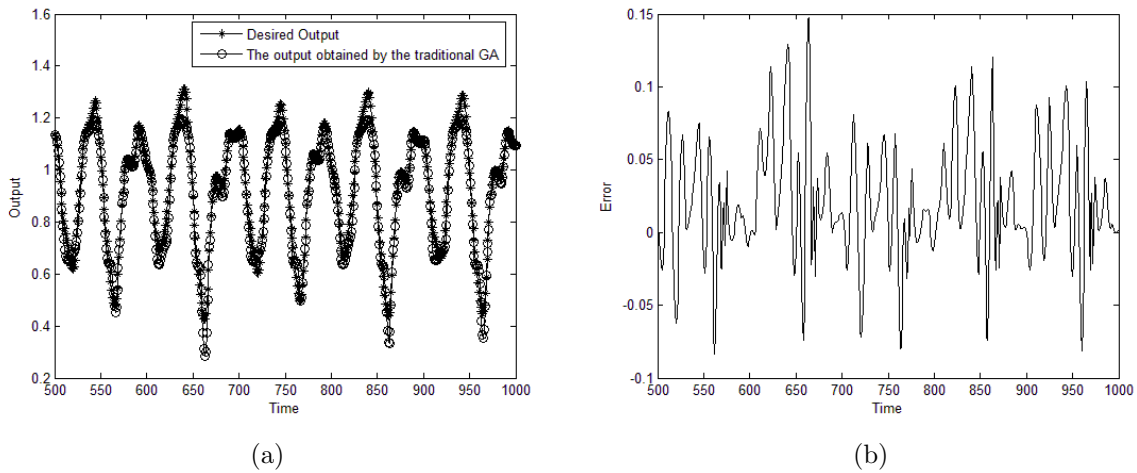 1.6
1.4
1.2
1
0.8
0.6
0.4
0.2
Output
500 550 600 650 700 750 800 850 900 950 1000
Time
Desired Output
The output obtained by the traditional GA
(a)
0.15
0.1
0.05
0
-0.05
-0.1
Error
500 550 600 650 700 750 800 850 900 950 1000
Time
(b)